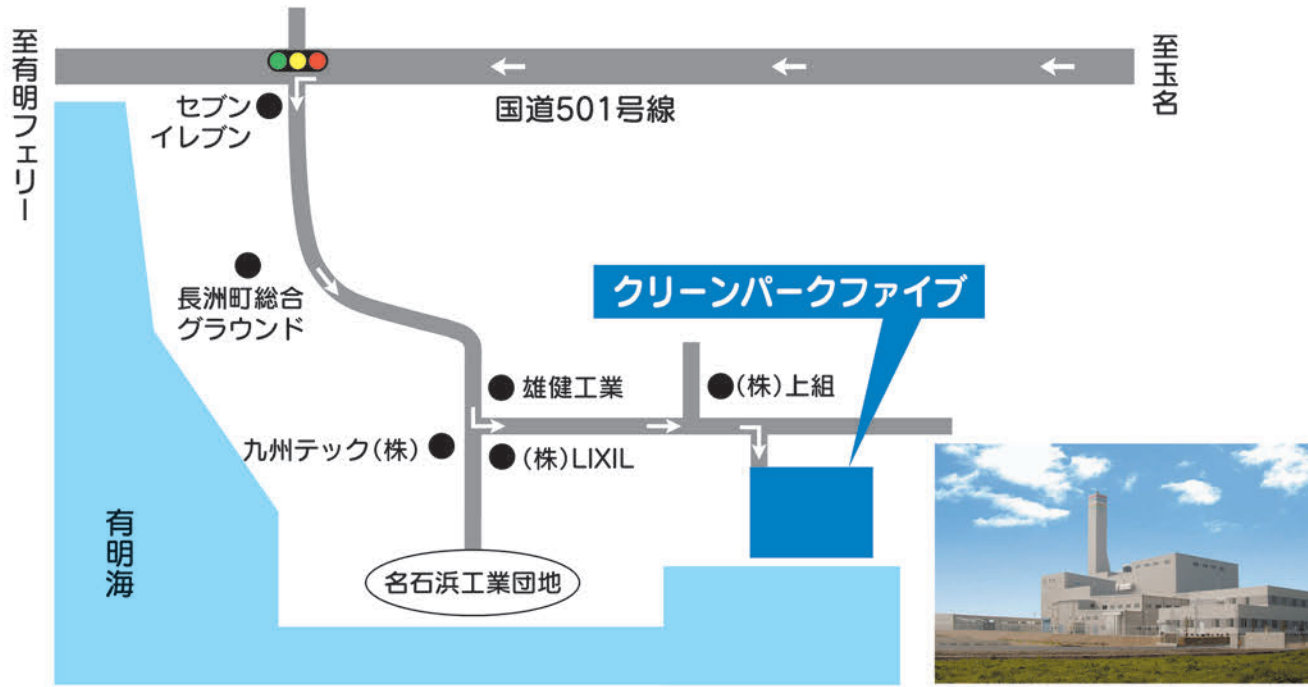 至有明フェリー
至玉名
国道501号線
セブン
イレブン
長洲町総合
グラウンド
クリーンパークファイブ
雄健工業
(株)上組
九州テック(株)
(株)LIXIL
有明海
名石浜工業団地